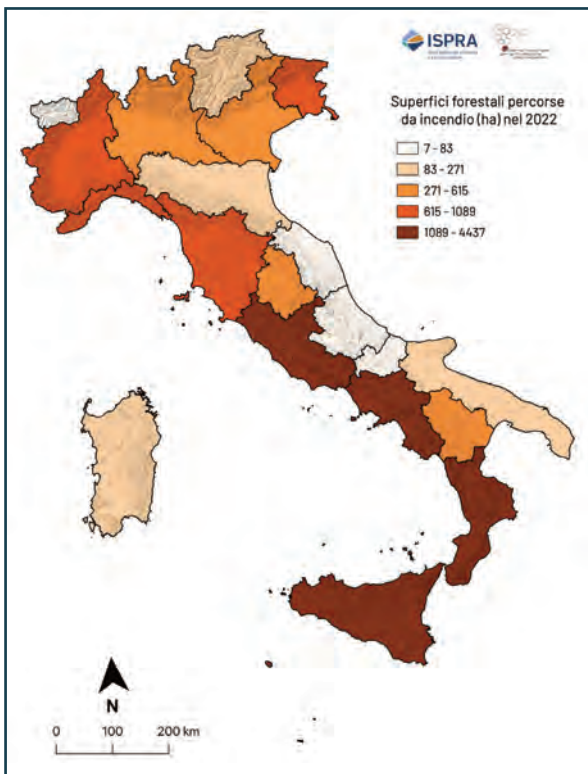 ISPRA
Superfici forestali percorse
da incendio (ha) nel 2022
7 - 83
83 - 271
271 - 615
615 - 1089
1089 - 4437
N
0 100 200 km